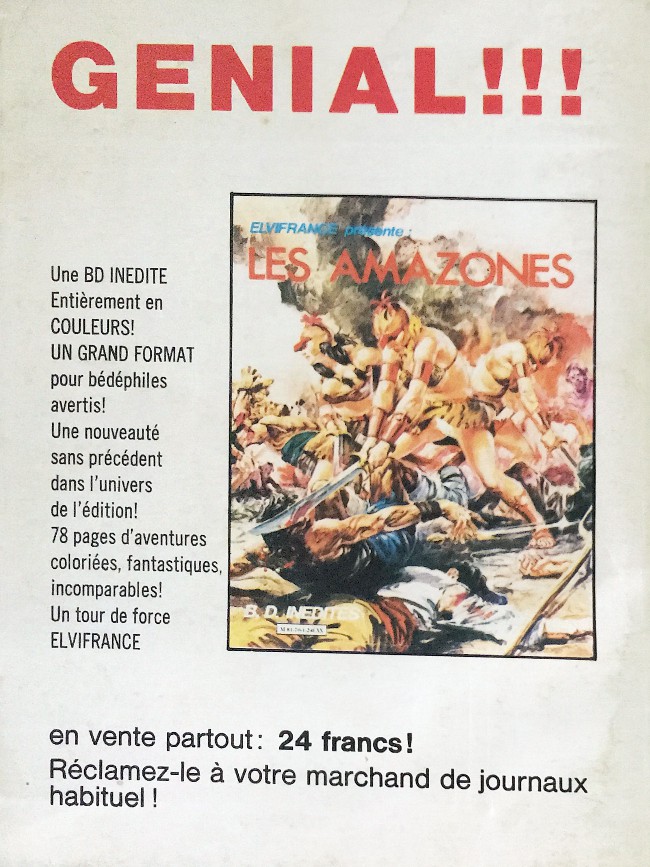 GENIAL!!!
ELVIFRANCE présente :
LES AMAZONES
Une BD INEDITE
Entièrement en
COULEURS!
UN GRAND FORMAT
pour bédéphiles
avertis!
Une nouveauté
sans précédent
dans l'univers
de l'édition!
78 pages d'aventures
coloriées, fantastiques,
incomparables!
Un tour de force
ELVIFRANCE
B.D. INEDITES
en vente partout: 24 francs!
Réclamez-le à votre marchand de journaux
habituel!